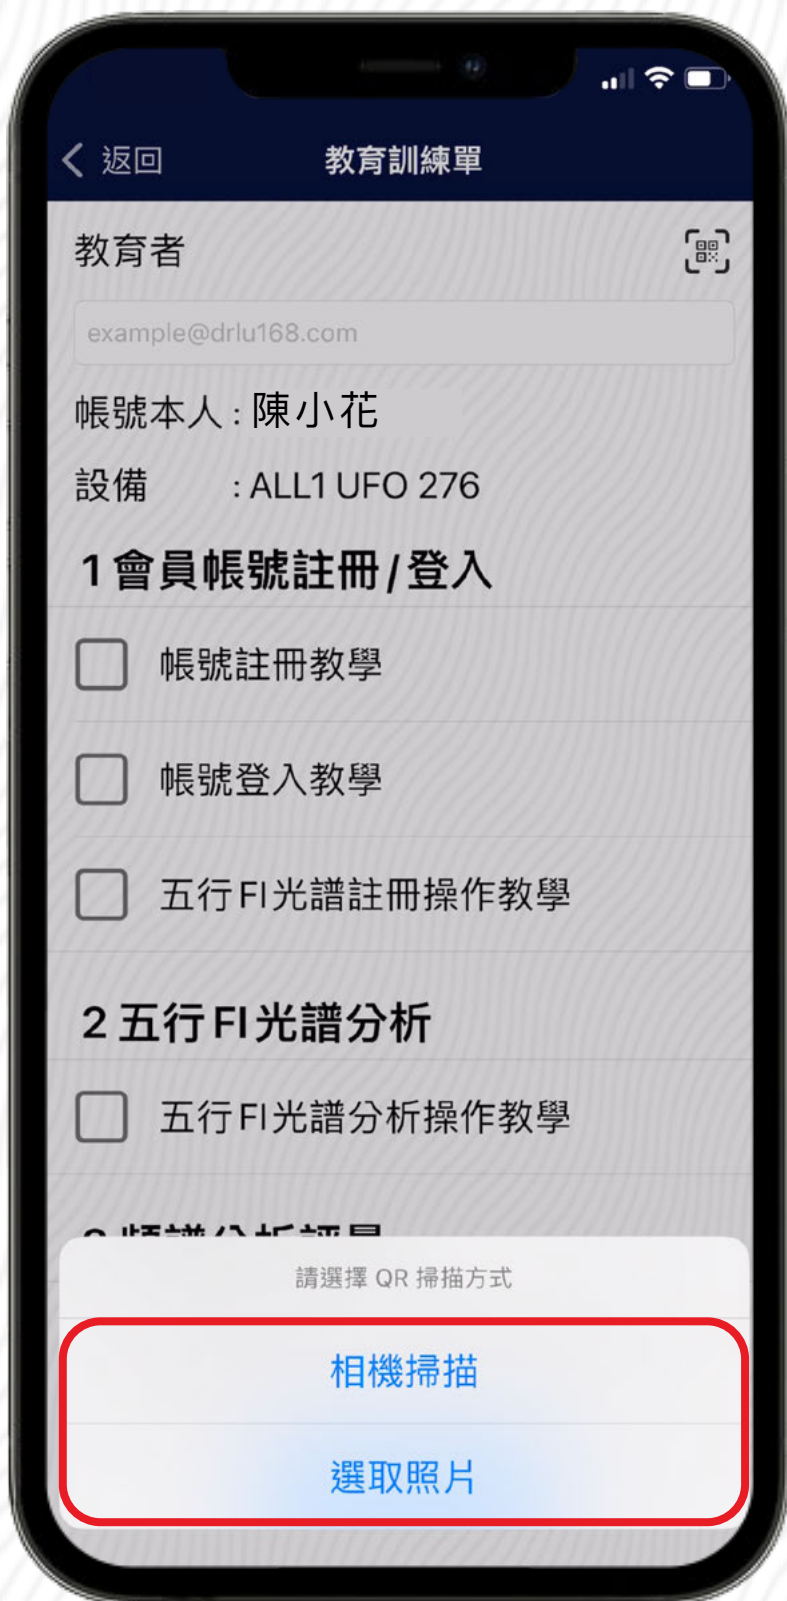 返回
教育訓練單
教育者
example@drlu168.com
帳號本人 : 陳小花
設備 : ALL1 UFO 276
1 會員帳號註冊/登入
帳號註冊教學
帳號登入教學
五行FI光譜註冊操作教學
2 五行FI光譜分析
五行FI光譜分析操作教學
請選擇 QR 掃描方式
相機掃描
選取照片